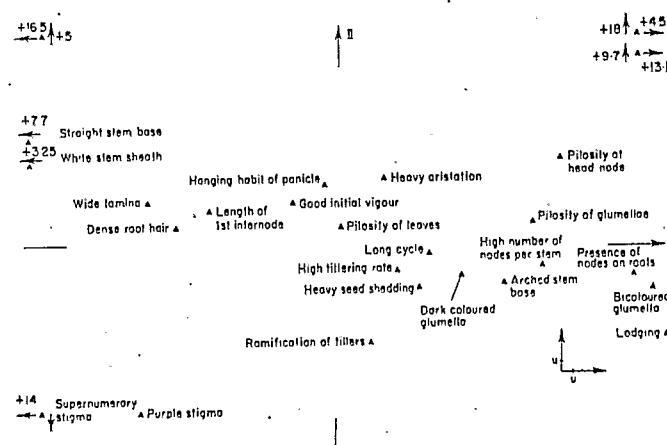 +16.5
+5
II
+18
+4.5
+9.7
+13.
+7.7
Straight stem base
+3.25
White stem sheath
Pilosity at
head node
Hanging habit of panicle
Heavy aristation
Wide lamina
Length of
1st internode
Good initial vigour
Pilosity of glumellae
Dense root hair
Pilosity of leaves
Long cycle
High number of
nodes per stem
Presence of
nodes on roots
High tillering rate
Heavy seed shedding
Arched stem
base
Bicoloured
glumella
Dark coloured
glumella
Lodging
Ramification of tillers
u
u
+14
Supernumerary
stigma
Purple stigma